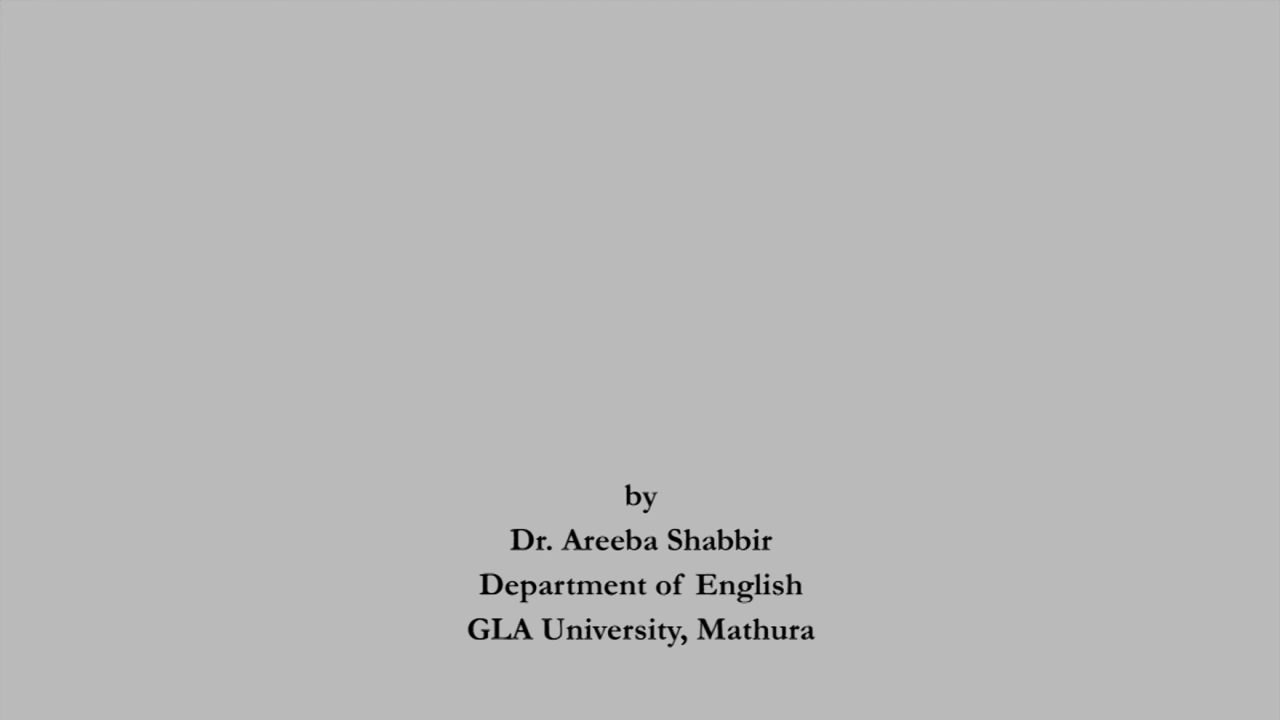 by
Dr. Areeba Shabbir
Department of English
GLA University, Mathura